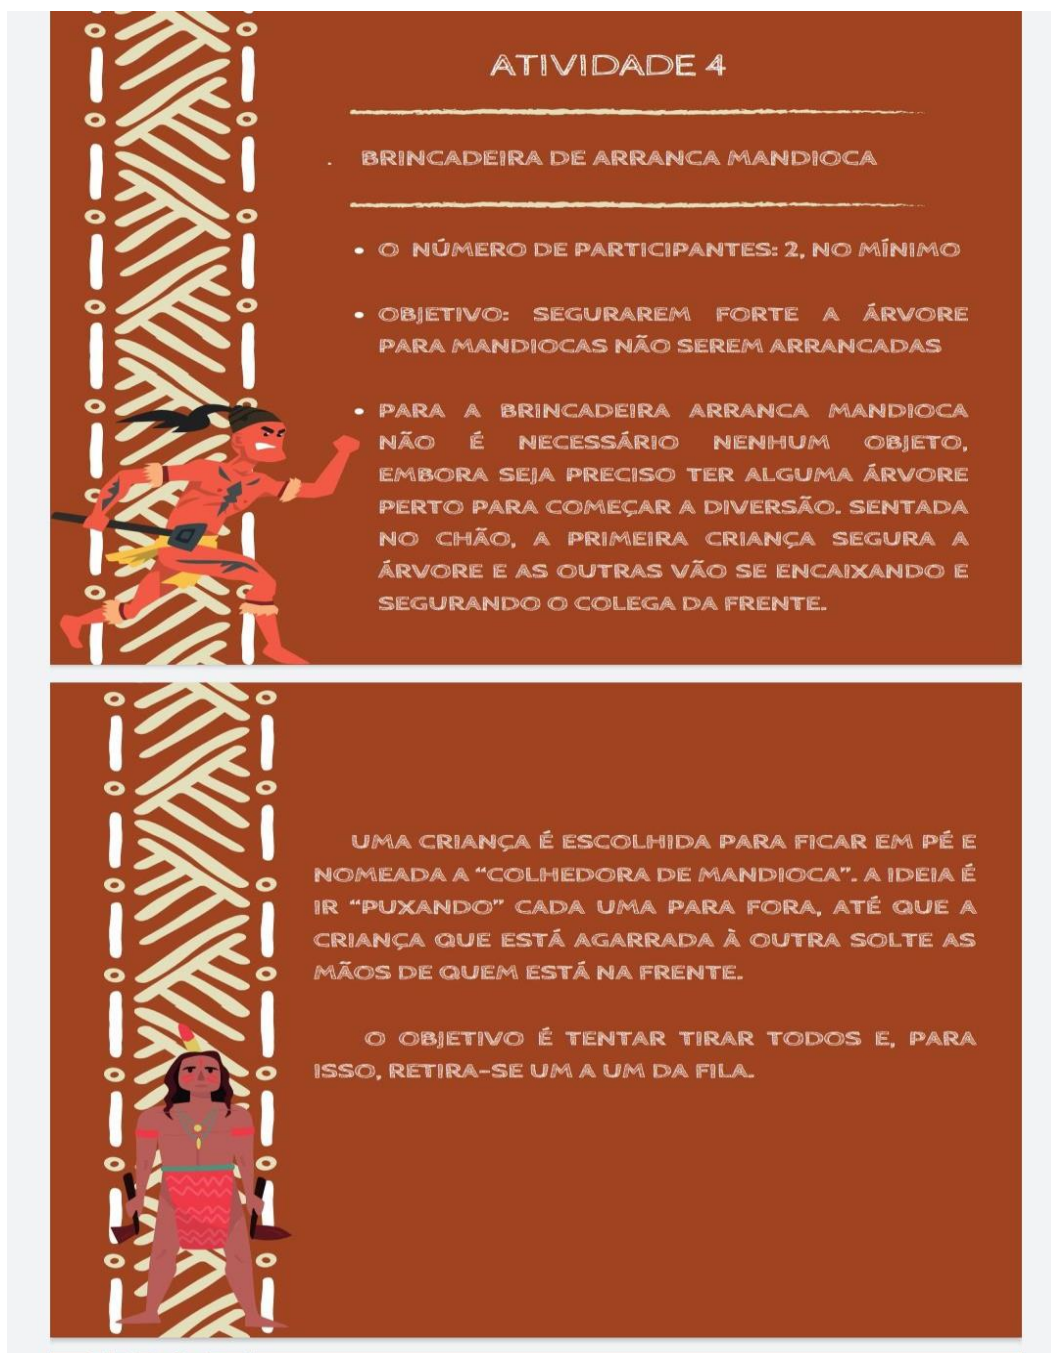 ATIVIDADE 4
. BRINCADEIRA DE ARRANCA MANDIOCA
• O NÚMERO DE PARTICIPANTES: 2, NO MÍNIMO
• OBJETIVO: SEGURAREM FORTE A ÁRVORE
PARA MANDIOCAS NÃO SEREM ARRANCADAS
• PARA A BRINCADEIRA ARRANCA MANDIOCA
NÃO É NECESSÁRIO NENHUM OBJETO,
EMBORA SEJA PRECISO TER ALGUMA ÁRVORE
PERTO PARA COMEÇAR A DIVERSÃO. SENTADA
NO CHÃO, A PRIMEIRA CRIANÇA SEGURA A
ÁRVORE E AS OUTRAS VÃO SE ENCAIXANDO E
SEGURANDO O COLEGA DA FRENTE.
UMA CRIANÇA É ESCOLHIDA PARA FICAR EM PÉ E
NOMEADA A “COLHEDORA DE MANDIOCA”. A IDEIA É
IR “PUXANDO” CADA UMA PARA FORA, ATÉ QUE A
CRIANÇA QUE ESTÁ AGARRADA À OUTRA SOLTE AS
MÃOS DE QUEM ESTÁ NA FRENTE.
O OBJETIVO É TENTAR TIRAR TODOS E, PARA
ISSO, RETIRA-SE UM A UM DA FILA.